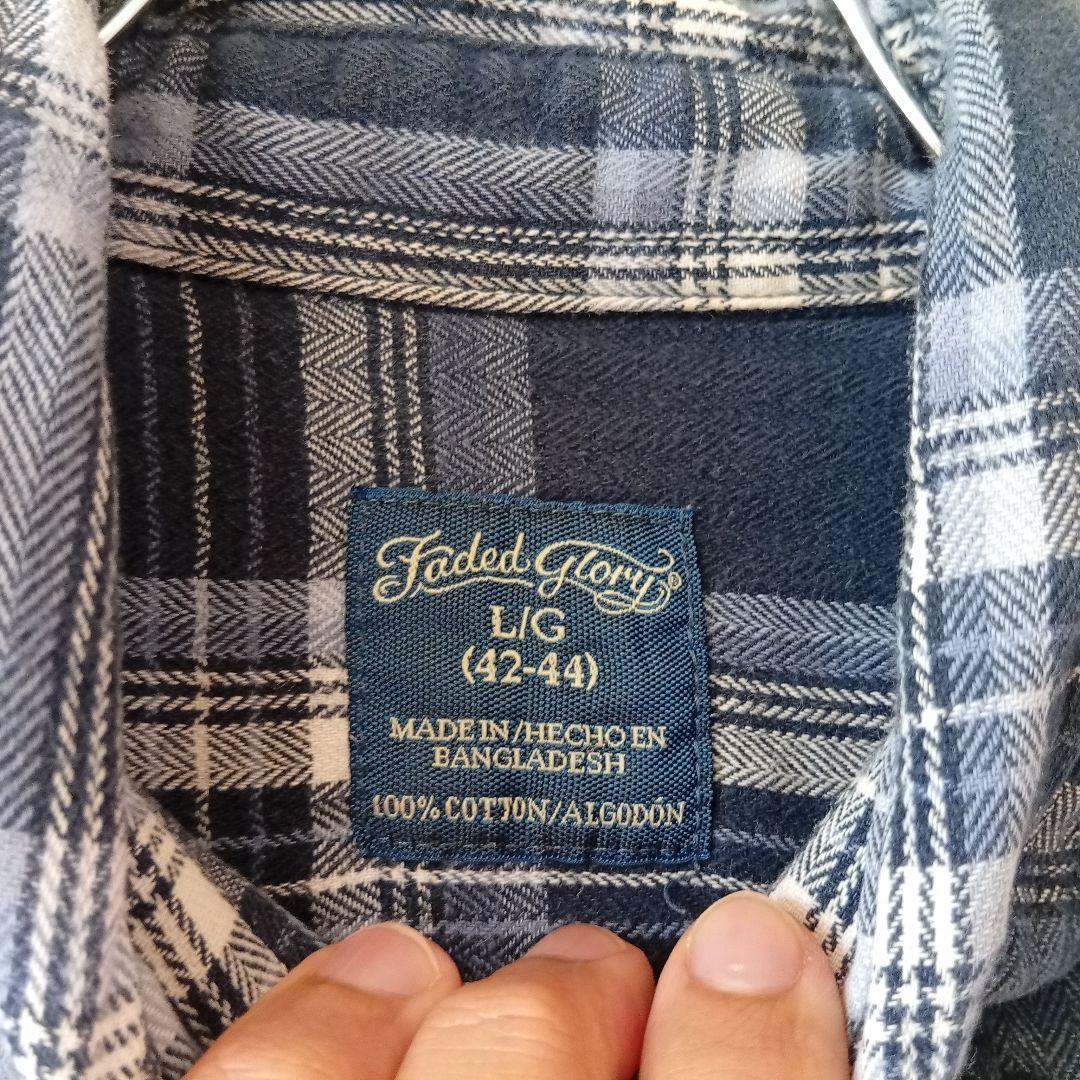 Faded Glory®
L/G
(42-44)
MADE IN/HECHO EN
BANGLADESH
100% COTTON/ALGODÓN